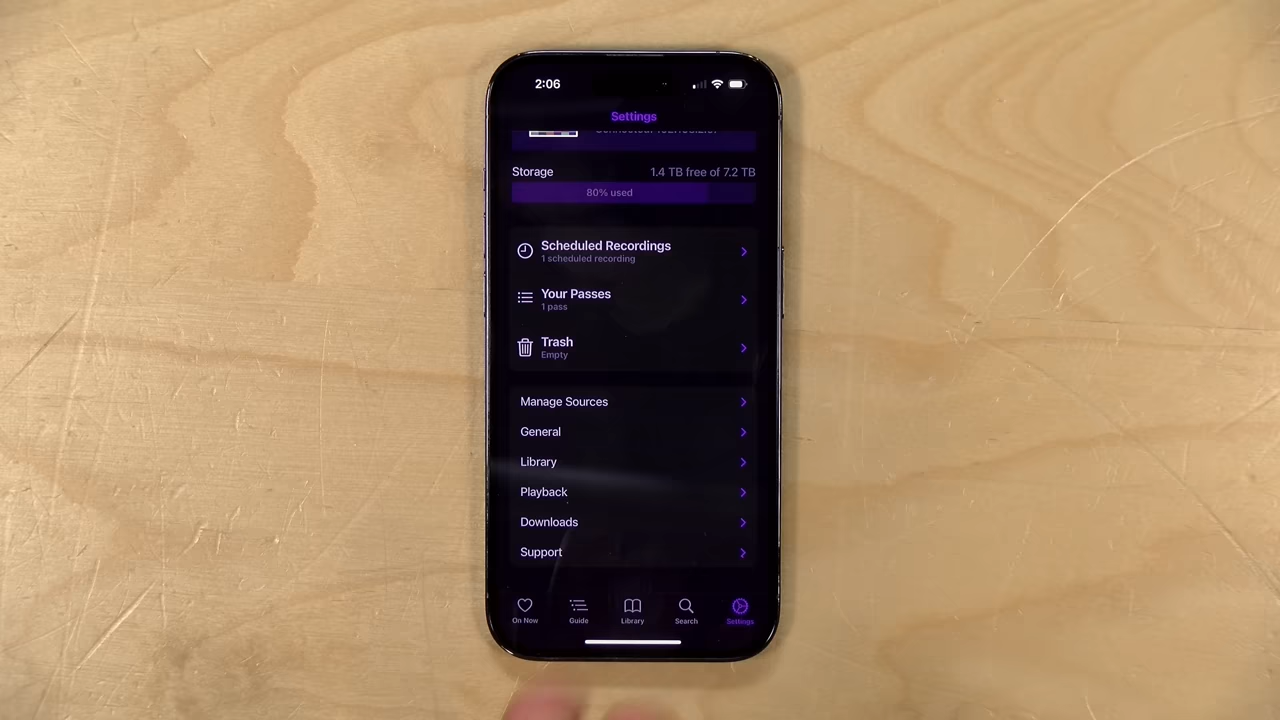 2:06
Settings
Storage
1.4 TB free of 7.2 TB
80% used
Scheduled Recordings
1 scheduled recording
Your Passes
1 pass
Trash
Empty
Manage Sources
General
Library
Playback
Downloads
Support
On Now
Guide
Library
Search
Settings